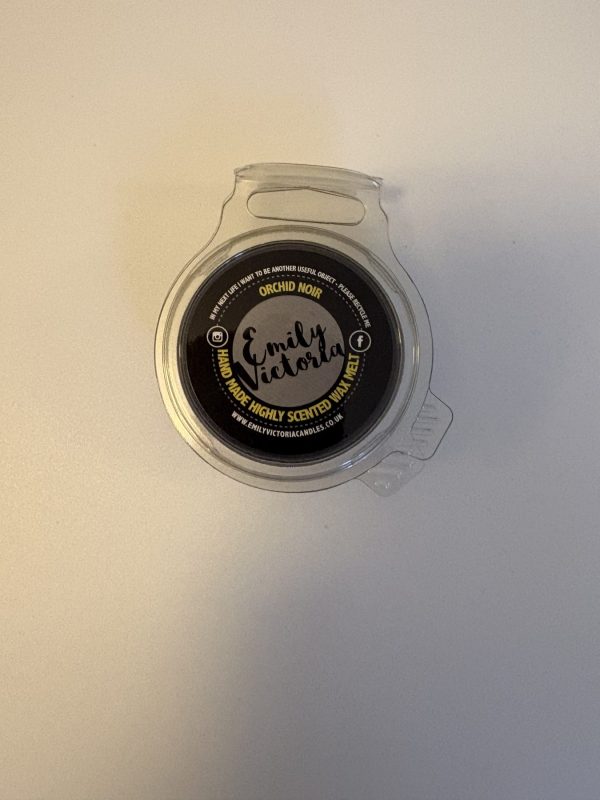 IN MY NEXT LIFE I WANT TO BE ANOTHER USEFUL OBJECT - PLEASE RECYCLE ME
ORCHID NOIR
Emily
Victoria
HAND MADE HIGHLY SCENTED WAX MELT
WWW.EMILYVICTORIACANDLES.CO.UK